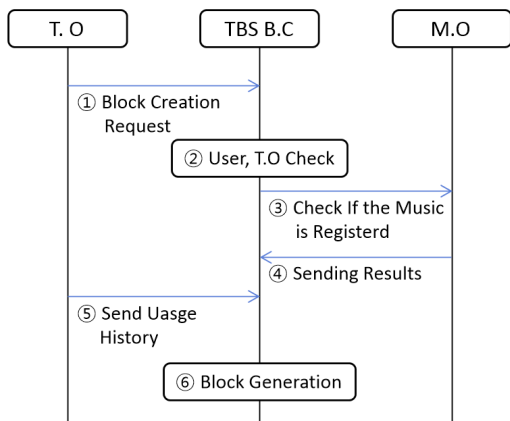 T. O
TBS B.C
M.O
① Block Creation
Request
② User, T.O Check
③ Check If the Music
is Registerd
④ Sending Results
⑤ Send Uasge
History
⑥ Block Generation